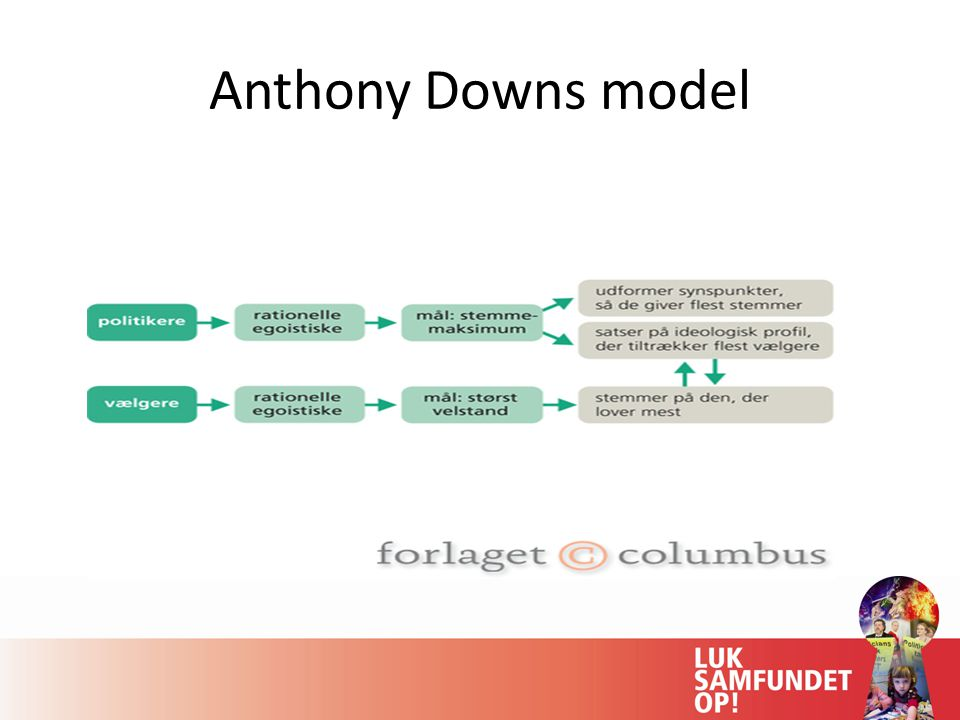 Anthony Downs model
politikere
rationelle
egoistiske
mål: stemme-
maksimum
udformer synspunkter,
så de giver flest stemmer
satser på ideologisk profil,
der tiltrækker flest vælgere
vælgere
rationelle
egoistiske
mål: størst
velstand
stemmer på den, der
lover mest
forlaget © columbus
LUK
SAMFUNDET
OP!